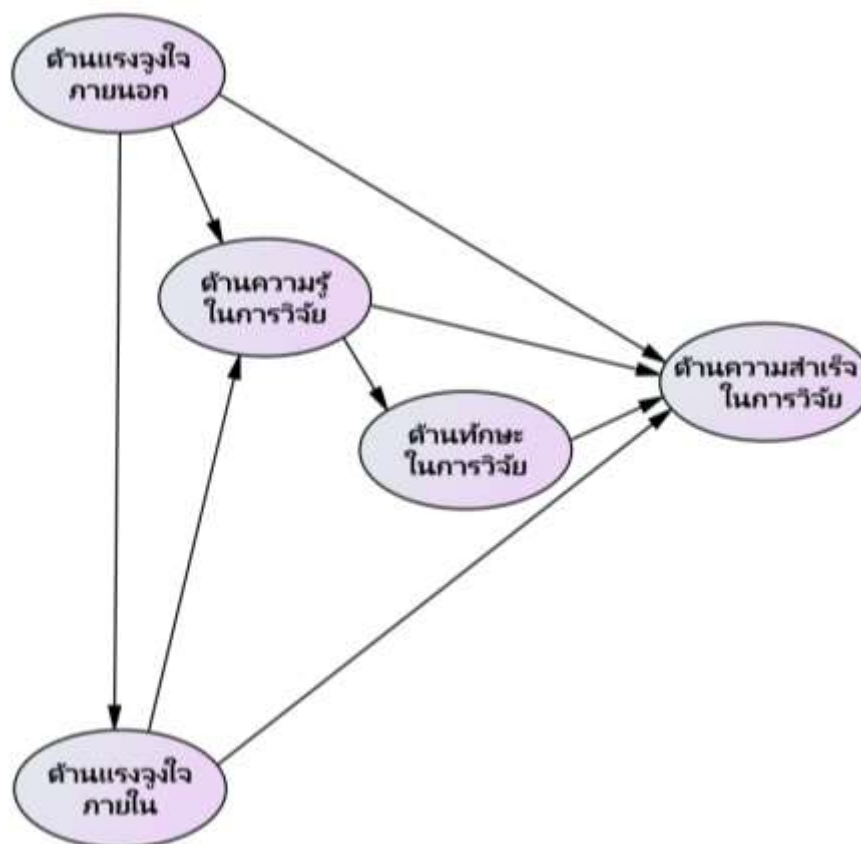 ด้านแรงจูงใจ
ภายนอก
ด้านความรู้
ในการวิจัย
ด้านความสำเร็จ
ในการวิจัย
ด้านทักษะ
ในการวิจัย
ด้านแรงจูงใจ
ภายใน